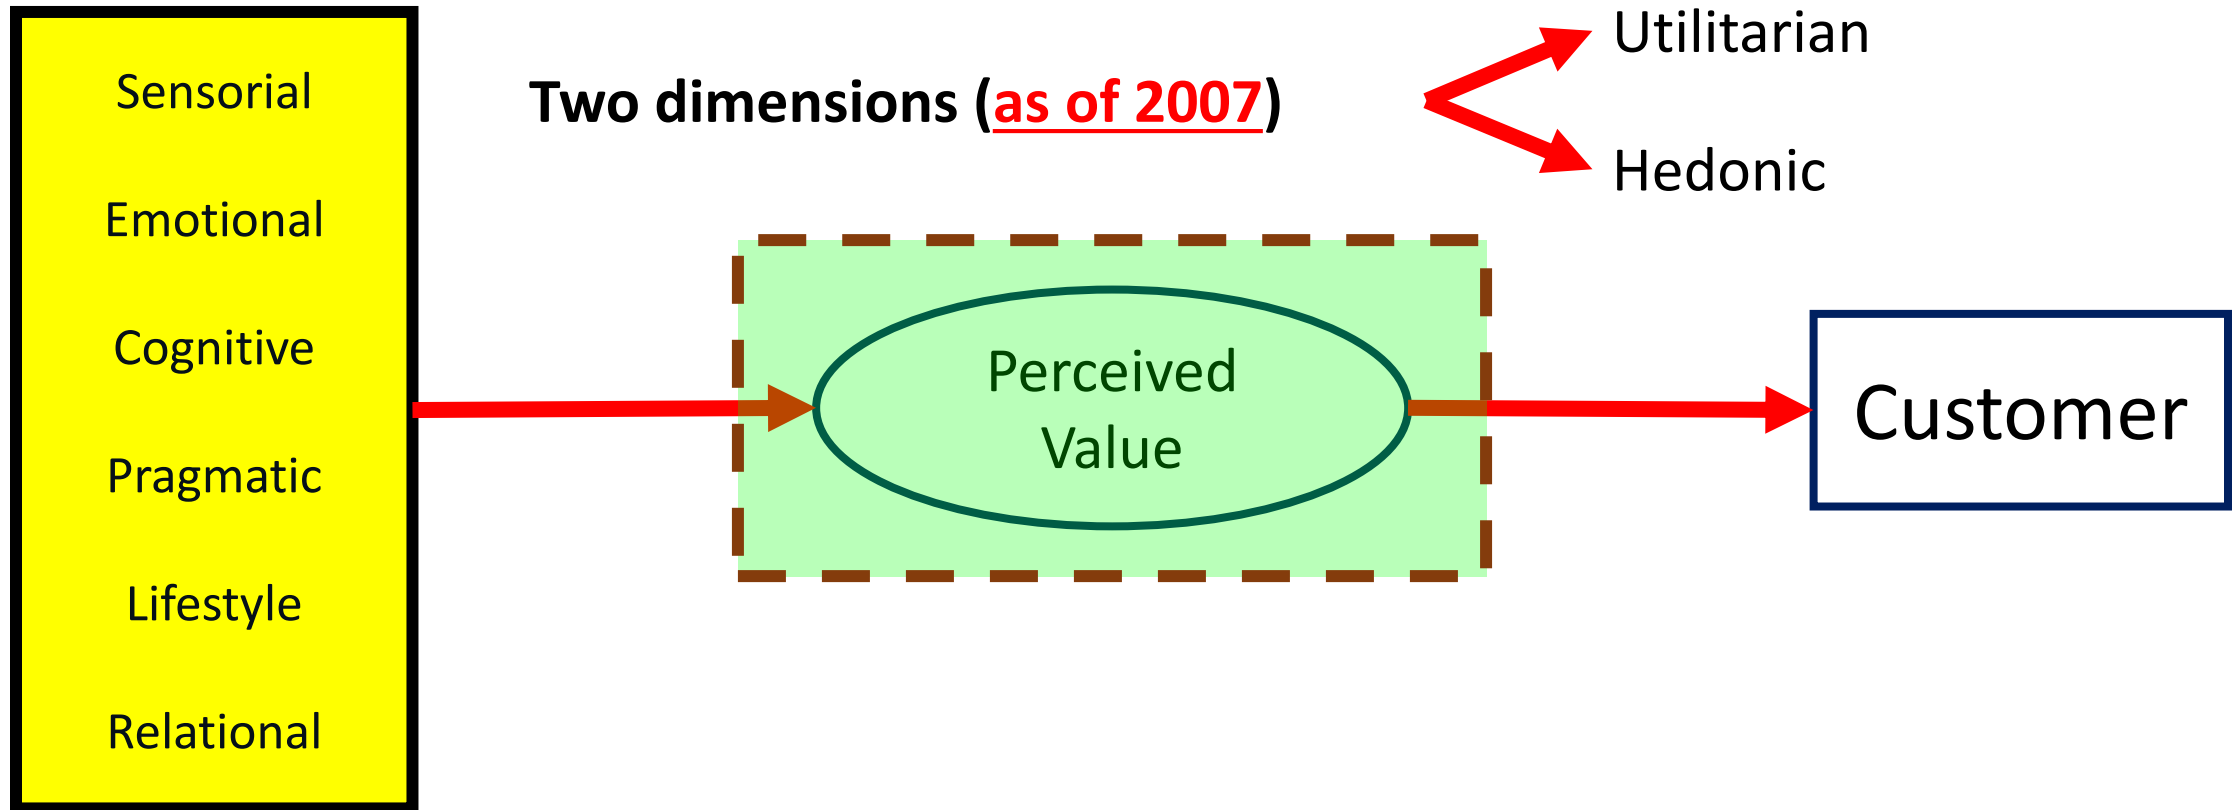 Sensorial
Emotional
Cognitive
Pragmatic
Lifestyle
Relational
Two dimensions (as of 2007)
Utilitarian
Hedonic
Perceived
Value
Customer